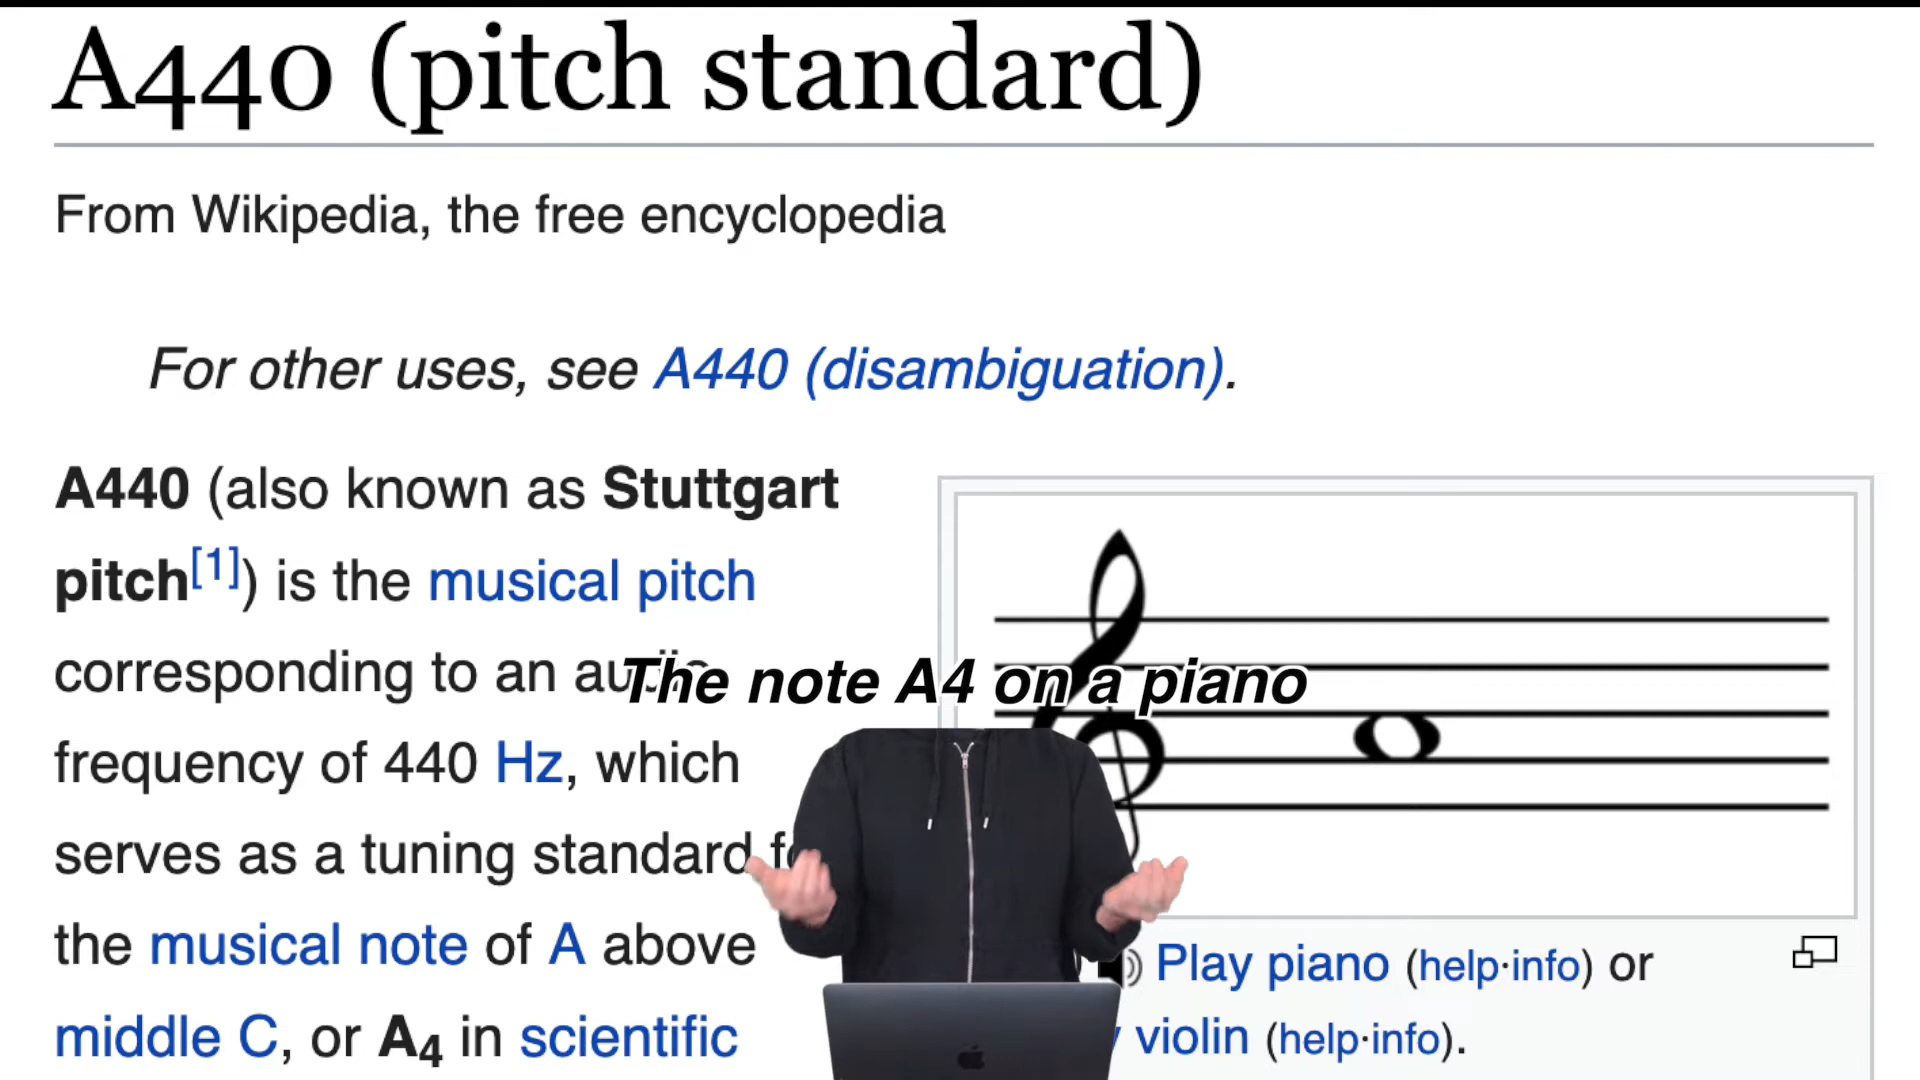 A440 (pitch standard)
From Wikipedia, the free encyclopedia
For other uses, see A440 (disambiguation).
A440 (also known as Stuttgart
pitch[1]) is the musical pitch
corresponding to an
The note A4 on a piano
frequency of 440 Hz, which
serves as a tuning standard
the musical note of A above
middle C, or A4 in scientific
Play piano (help·info) or
violin (help·info).